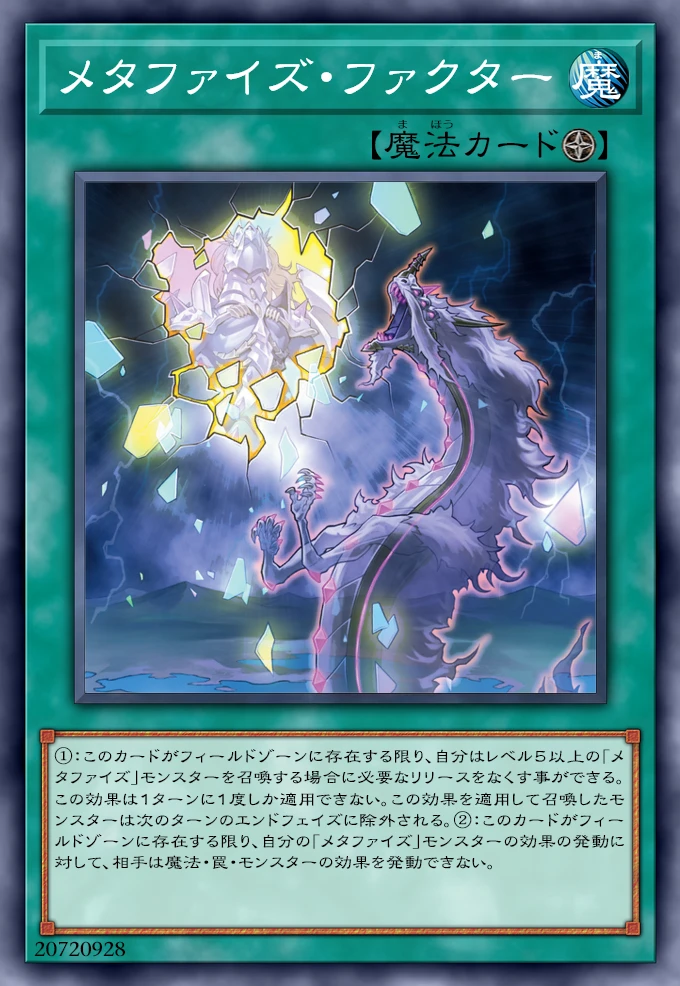 メタファイズ・ファクター 魔
ま
ま ほう
【魔法カード】
①：このカードがフィールドゾーンに存在する限り、自分はレベル5以上の「メ
タファイズ」モンスターを召喚する場合に必要なリリースをなくす事ができる。
この効果は1ターンに1度しか適用できない。この効果を適用して召喚したモ
ンスターは次のターンのエンドフェイズに除外される。②：このカードがフィー
ルドゾーンに存在する限り、自分の「メタファイズ」モンスターの効果の発動に
対して、相手は魔法・罠・モンスターの効果を発動できない。
20720928